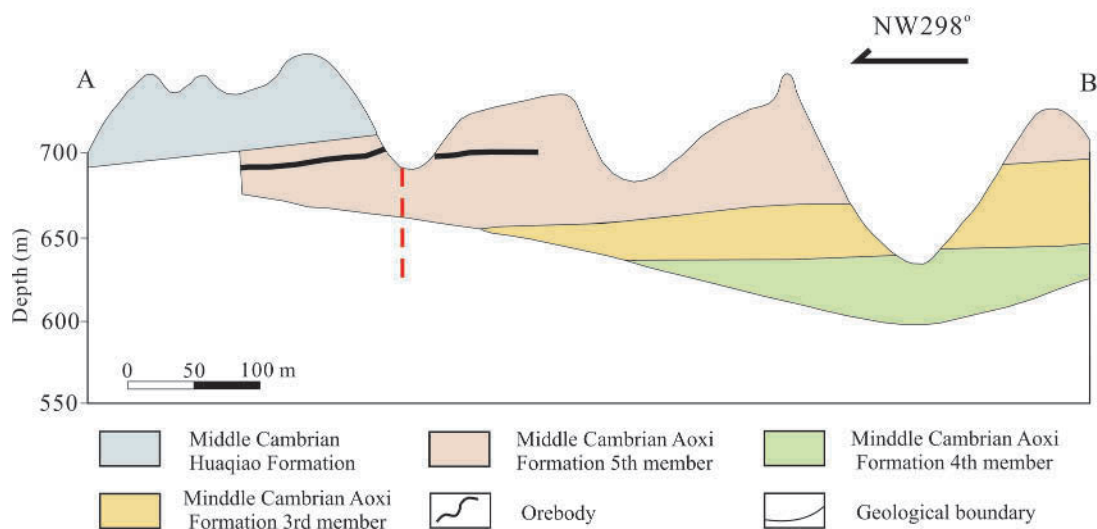 NW298°
A
B
700
650
600
550
Depth (m)
0 50 100 m
Middle Cambrian
Huaqiao Formation
Middle Cambrian Aoxi
Formation 5th member
Minddle Cambrian Aoxi
Formation 4th member
Minddle Cambrian Aoxi
Formation 3rd member
Orebody
Geological boundary